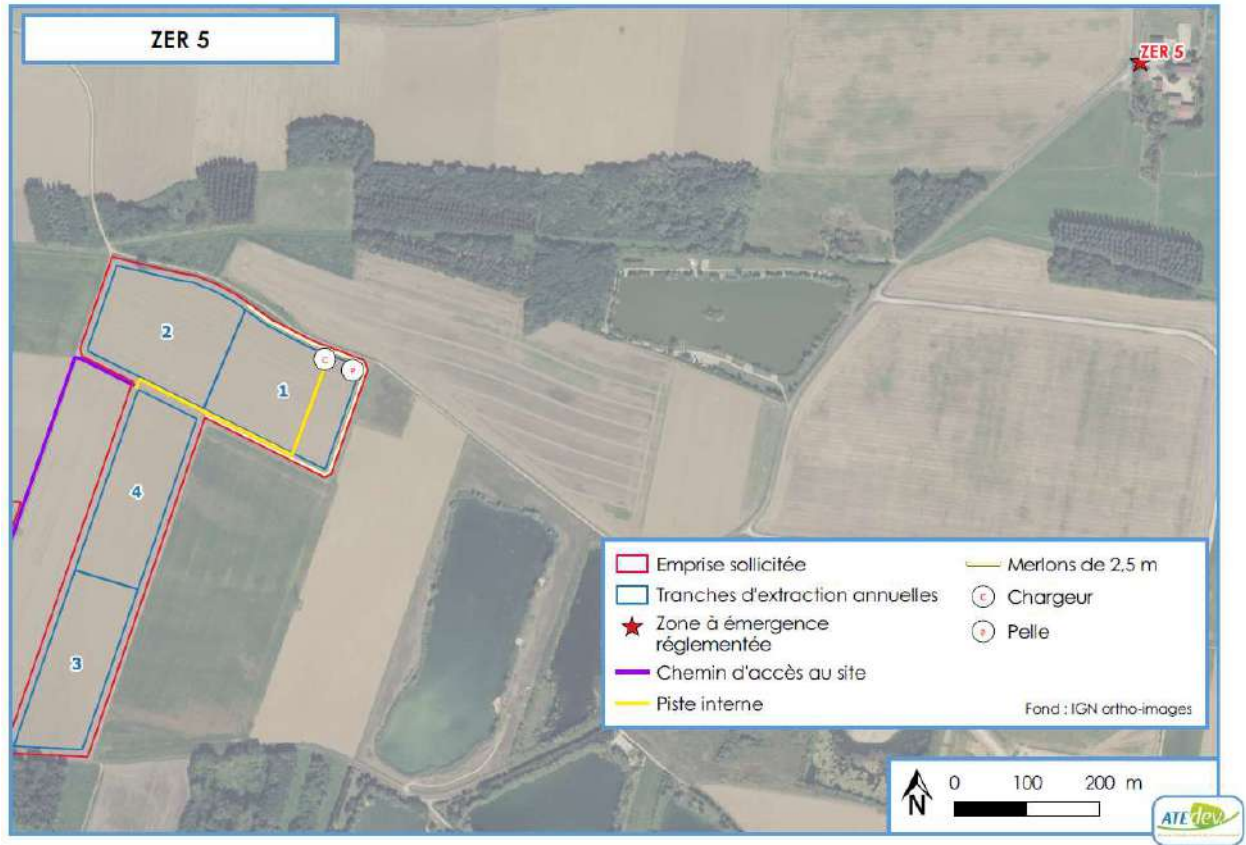 ZER 5
ZER 5
2
1
C
P
4
3
Emprise sollicitée
Tranches d'extraction annuelles
Zone à émergence
réglementée
Chemin d'accès au site
Piste interne
Merlons de 2,5 m
C
Chargeur
P
Pelle
Fond : IGN ortho-images
N
0 100 200 m
ATEdev